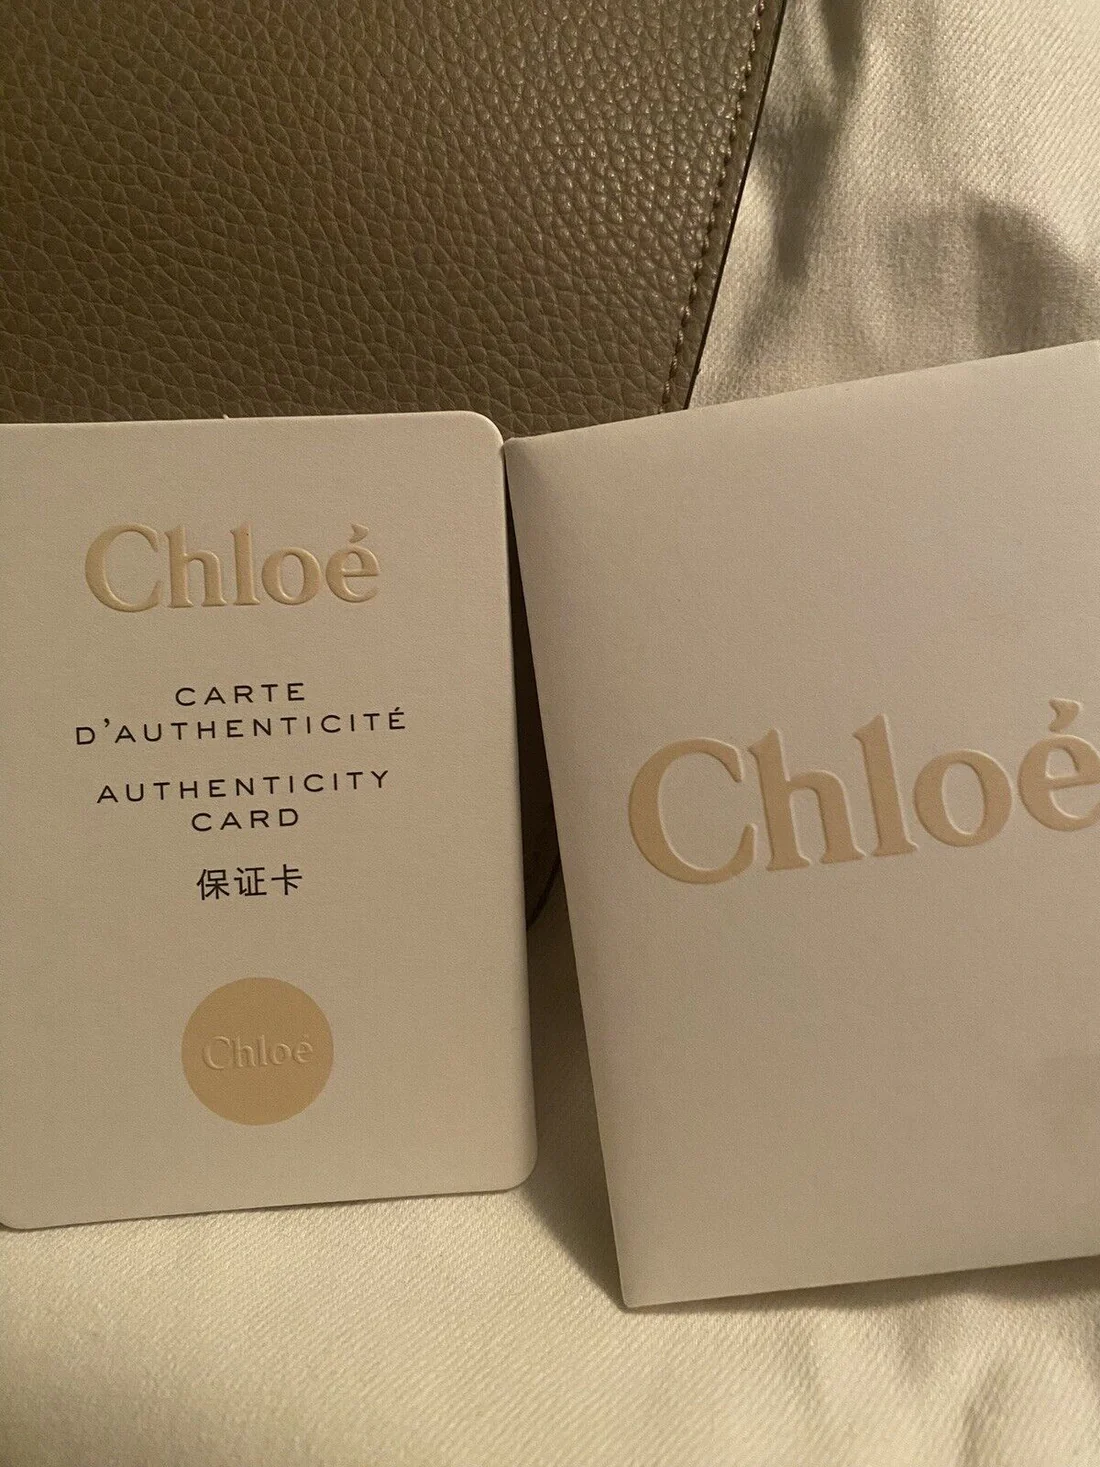 Chloé
CARTE
D'AUTHENTICITÉ
AUTHENTICITY
CARD
保证卡
Chloé
Chloé